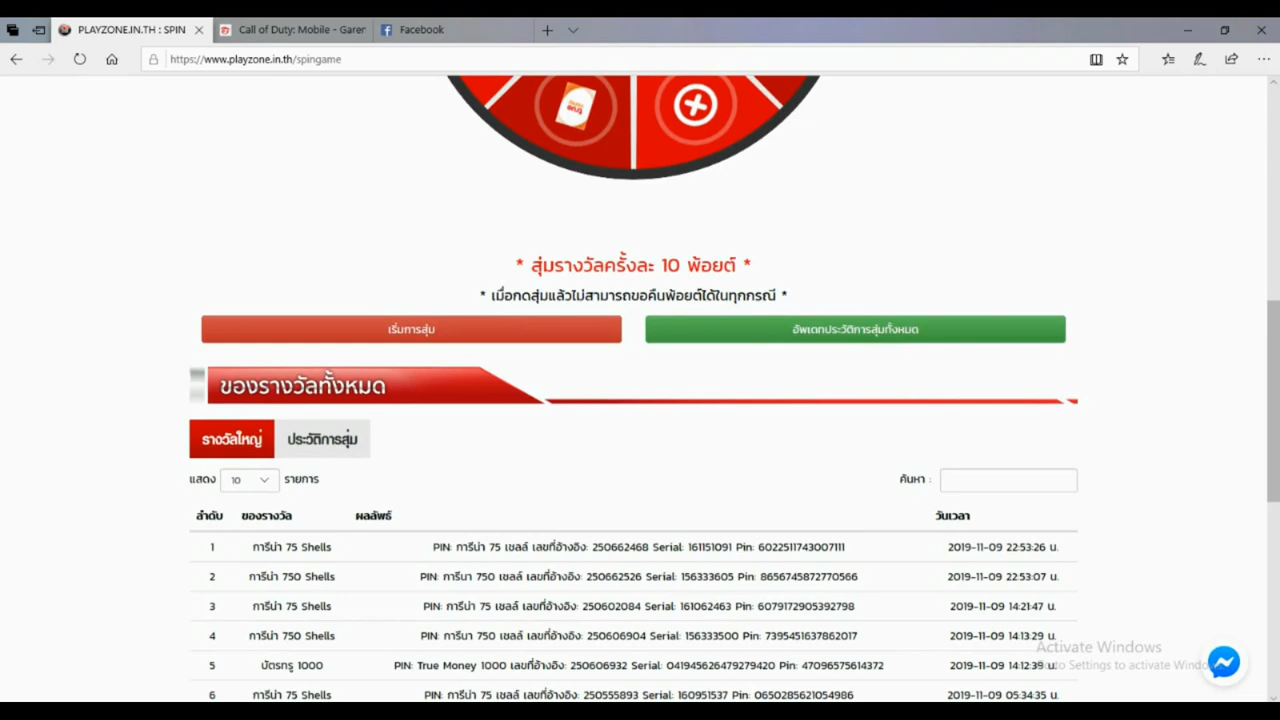 PLAYZONE.IN.TH : SPIN
Call of Duty: Mobile - Garen
Facebook
https://www.playzone.in.th/spingame
* สุ่มรางวัลครั้งละ 10 พ้อยต์ *
* เมื่อกดสุ่มแล้วไม่สามารถขอคืนพ้อยต์ได้ในทุกกรณี *
เริ่มการสุ่ม
อัพเดทประวัติการสุ่มทั้งหมด
ของรางวัลทั้งหมด
รางวัลใหญ่ ประวัติการสุ่ม
แสดง 10 รายการ
ค้นหา :
ลำดับ ของรางวัล ผลลัพธ์ วันเวลา
1 การีน่า 75 Shells PIN: การีน่า 75 เชลล์ เลขที่อ้างอิง: 250662468 Serial: 161151091 Pin: 6022511743007111 2019-11-09 22:53:26 น.
2 การีน่า 750 Shells PIN: การีนา 750 เชลล์ เลขที่อ้างอิง: 250662526 Serial: 156333605 Pin: 8656745872770566 2019-11-09 22:53:07 น.
3 การีน่า 75 Shells PIN: การีน่า 75 เชลล์ เลขที่อ้างอิง: 250602084 Serial: 161062463 Pin: 6079172905392798 2019-11-09 14:21:47 น.
4 การีน่า 750 Shells PIN: การีนา 750 เชลล์ เลขที่อ้างอิง: 250606904 Serial: 156333500 Pin: 7395451637862017 2019-11-09 14:13:29 น.
5 บัตรทรู 1000 PIN: True Money 1000 เลขที่อ้างอิง: 250606932 Serial: 041945626479279420 Pin: 47096575614372 2019-11-09 14:12:39 น.
6 การีน่า 75 Shells PIN: การีน่า 75 เชลล์ เลขที่อ้างอิง: 250555893 Serial: 160951537 Pin: 0650285621054986 2019-11-09 05:34:35 น.
Activate Windows
to Settings to activate Windo